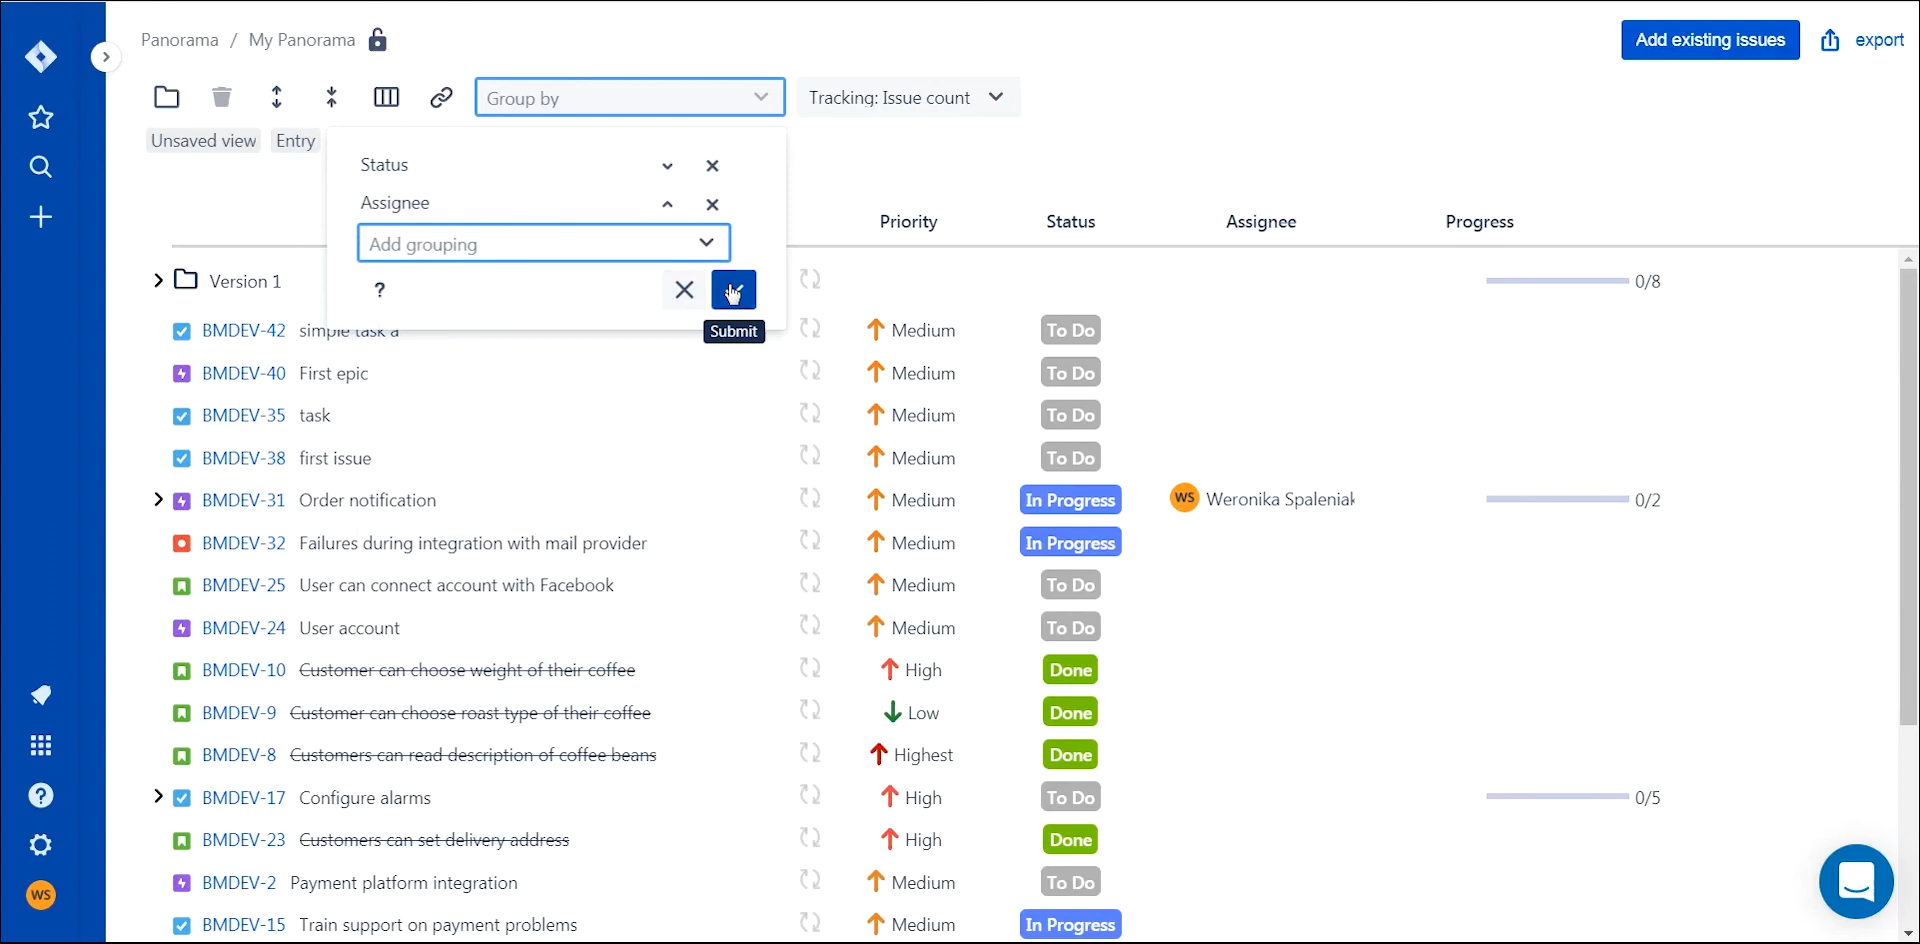 Panorama / My Panorama
Add existing issues
export
Group by
Tracking: Issue count
Unsaved view
Entry
Status
Assignee
Add grouping
?
Submit
Priority
Status
Assignee
Progress
Version 1
0/8
BMDEV-42 simple task a Medium To Do
BMDEV-40 First epic Medium To Do
BMDEV-35 task Medium To Do
BMDEV-38 first issue Medium To Do
BMDEV-31 Order notification Medium In Progress WS Weronika Spaleniak 0/2
BMDEV-32 Failures during integration with mail provider Medium In Progress
BMDEV-25 User can connect account with Facebook Medium To Do
BMDEV-24 User account Medium To Do
BMDEV-10 Customer can choose weight of their coffee High Done
BMDEV-9 Customer can choose roast type of their coffee Low Done
BMDEV-8 Customers can read description of coffee beans Highest Done
BMDEV-17 Configure alarms High To Do 0/5
BMDEV-23 Customers can set delivery address High Done
BMDEV-2 Payment platform integration Medium To Do
BMDEV-15 Train support on payment problems Medium In Progress
?
WS